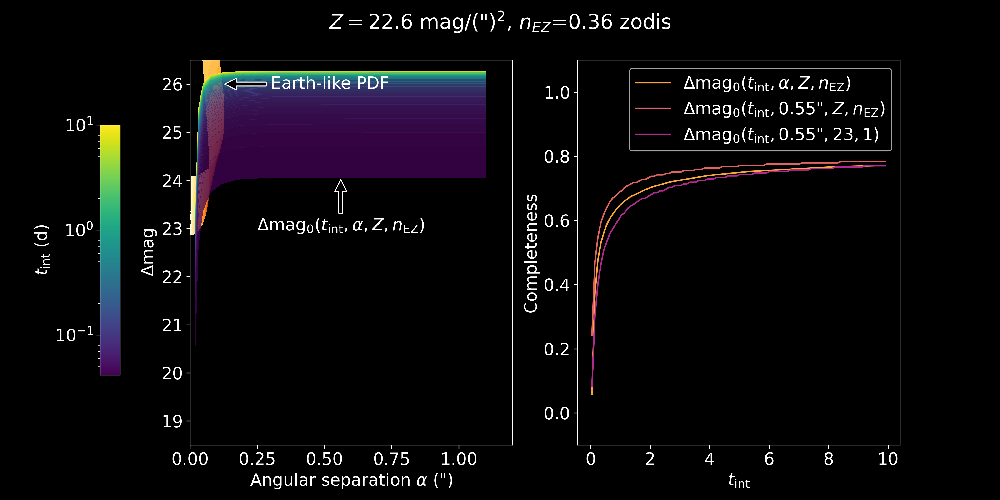 Z = 22.6 mag/(")², n_EZ=0.36 zodis
10¹
10⁰
10⁻¹
t_int (d)
Δmag
26
25
24
23
22
21
20
19
Earth-like PDF
Δmag₀(t_int, α, Z, n_EZ)
0.00 0.25 0.50 0.75 1.00
Angular separation α (")
Completeness
1.0
0.8
0.6
0.4
0.2
0.0
Δmag₀(t_int, α, Z, n_EZ)
Δmag₀(t_int, 0.55", Z, n_EZ)
Δmag₀(t_int, 0.55", 23, 1)
0 2 4 6 8 10
t_int